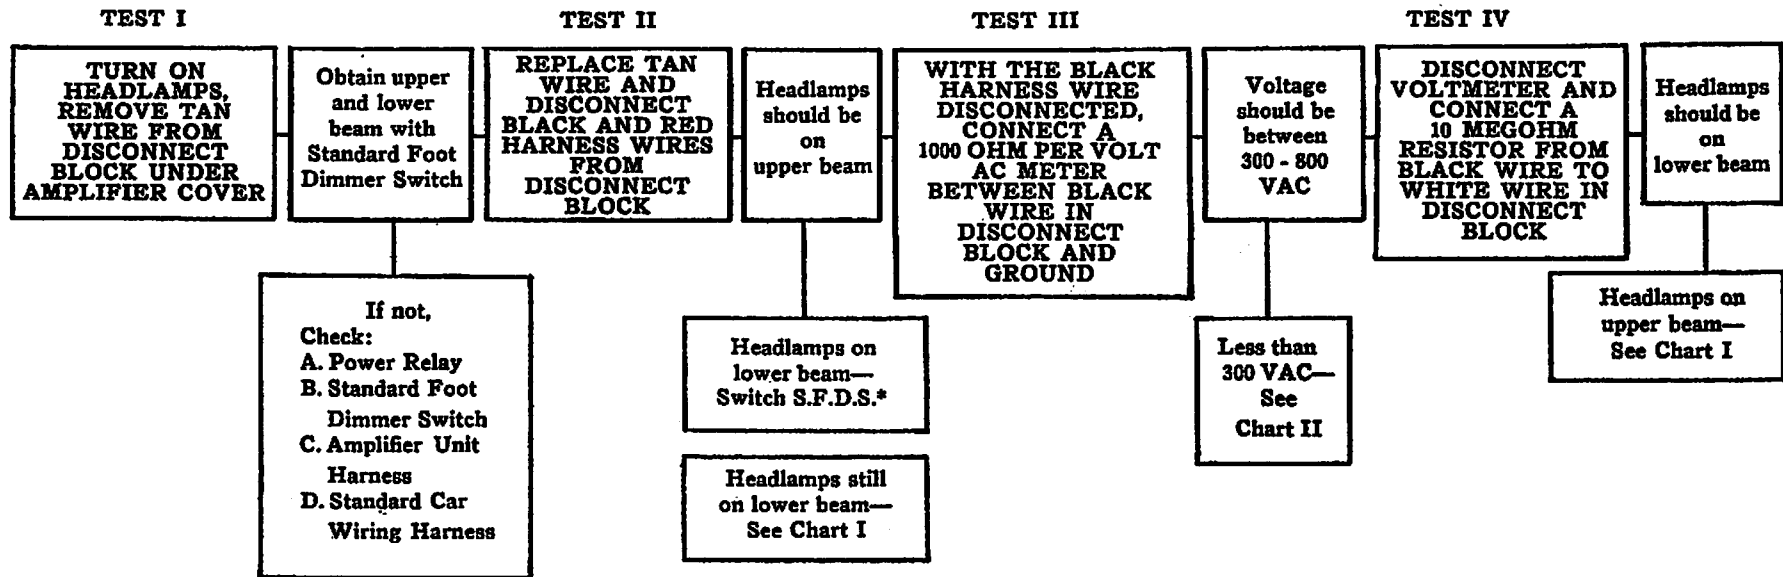 TEST I
TURN ON
HEADLAMPS,
REMOVE TAN
WIRE FROM
DISCONNECT
BLOCK UNDER
AMPLIFIER COVER
Obtain upper
and lower
beam with
Standard Foot
Dimmer Switch
If not,
Check:
A. Power Relay
B. Standard Foot
Dimmer Switch
C. Amplifier Unit
Harness
D. Standard Car
Wiring Harness
TEST II
REPLACE TAN
WIRE AND
DISCONNECT
BLACK AND RED
HARNESS WIRES
FROM
DISCONNECT
BLOCK
Headlamps
should be
on
upper beam
Headlamps on
lower beam—
Switch S.F.D.S.*
Headlamps still
on lower beam—
See Chart I
TEST III
WITH THE BLACK
HARNESS WIRE
DISCONNECTED,
CONNECT A
1000 OHM PER VOLT
AC METER
BETWEEN BLACK
WIRE IN
DISCONNECT
BLOCK AND
GROUND
Voltage
should be
between
300 - 800
VAC
Less than
300 VAC—
See
Chart II
TEST IV
DISCONNECT
VOLTMETER AND
CONNECT A
10 MEGOHM
RESISTOR FROM
BLACK WIRE TO
WHITE WIRE IN
DISCONNECT
BLOCK
Headlamps
should be
on
lower beam
Headlamps on
upper beam—
See Chart I